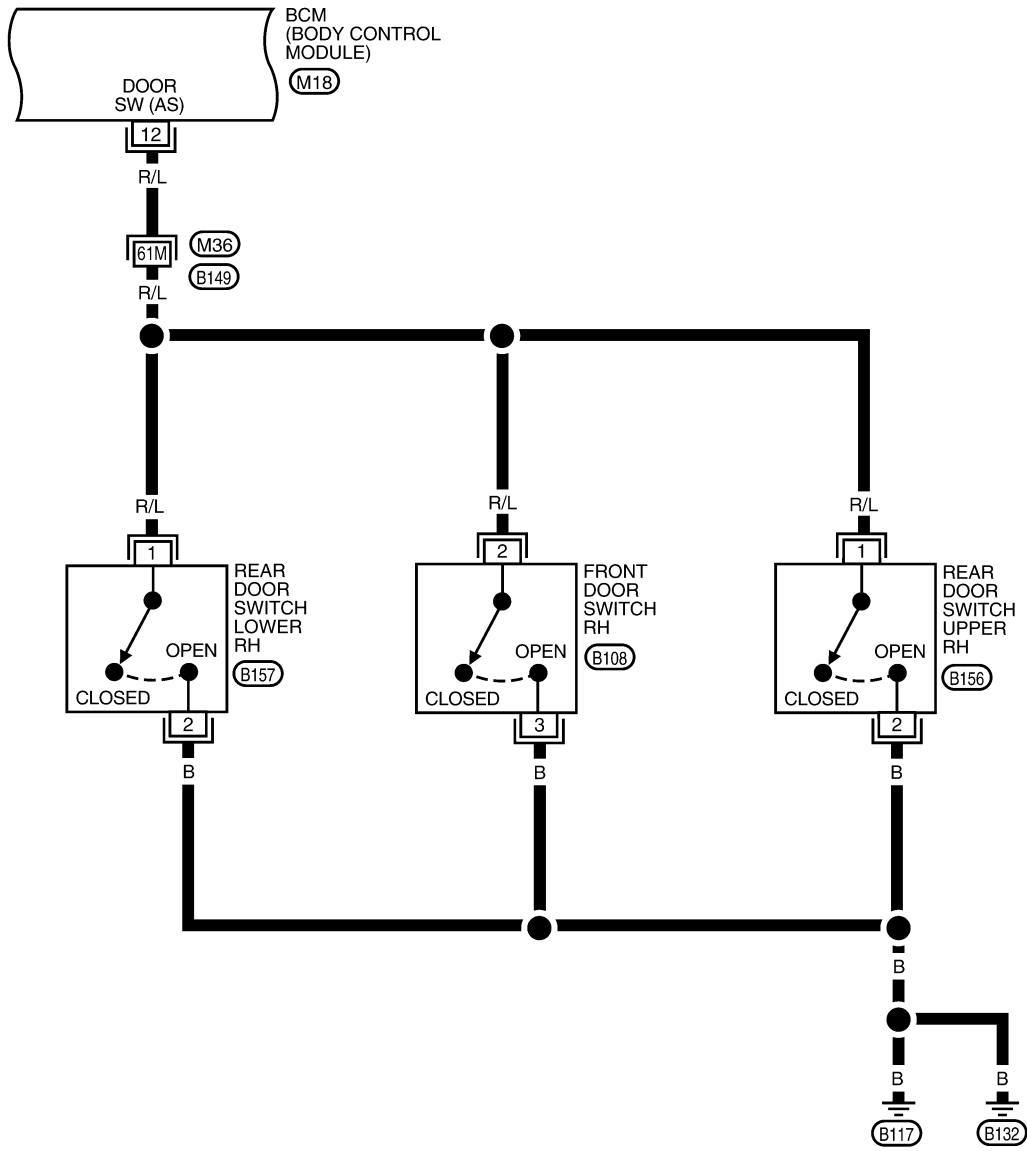 BCM
(BODY CONTROL
MODULE)
M18
DOOR
SW (AS)
12
R/L
61M
M36
B149
R/L
R/L
R/L
R/L
1
2
1
REAR
DOOR
SWITCH
LOWER
RH
B157
OPEN
CLOSED
FRONT
DOOR
SWITCH
RH
B108
OPEN
CLOSED
REAR
DOOR
SWITCH
UPPER
RH
B156
OPEN
CLOSED
2
3
2
B
B
B
B
B
B
B117
B132